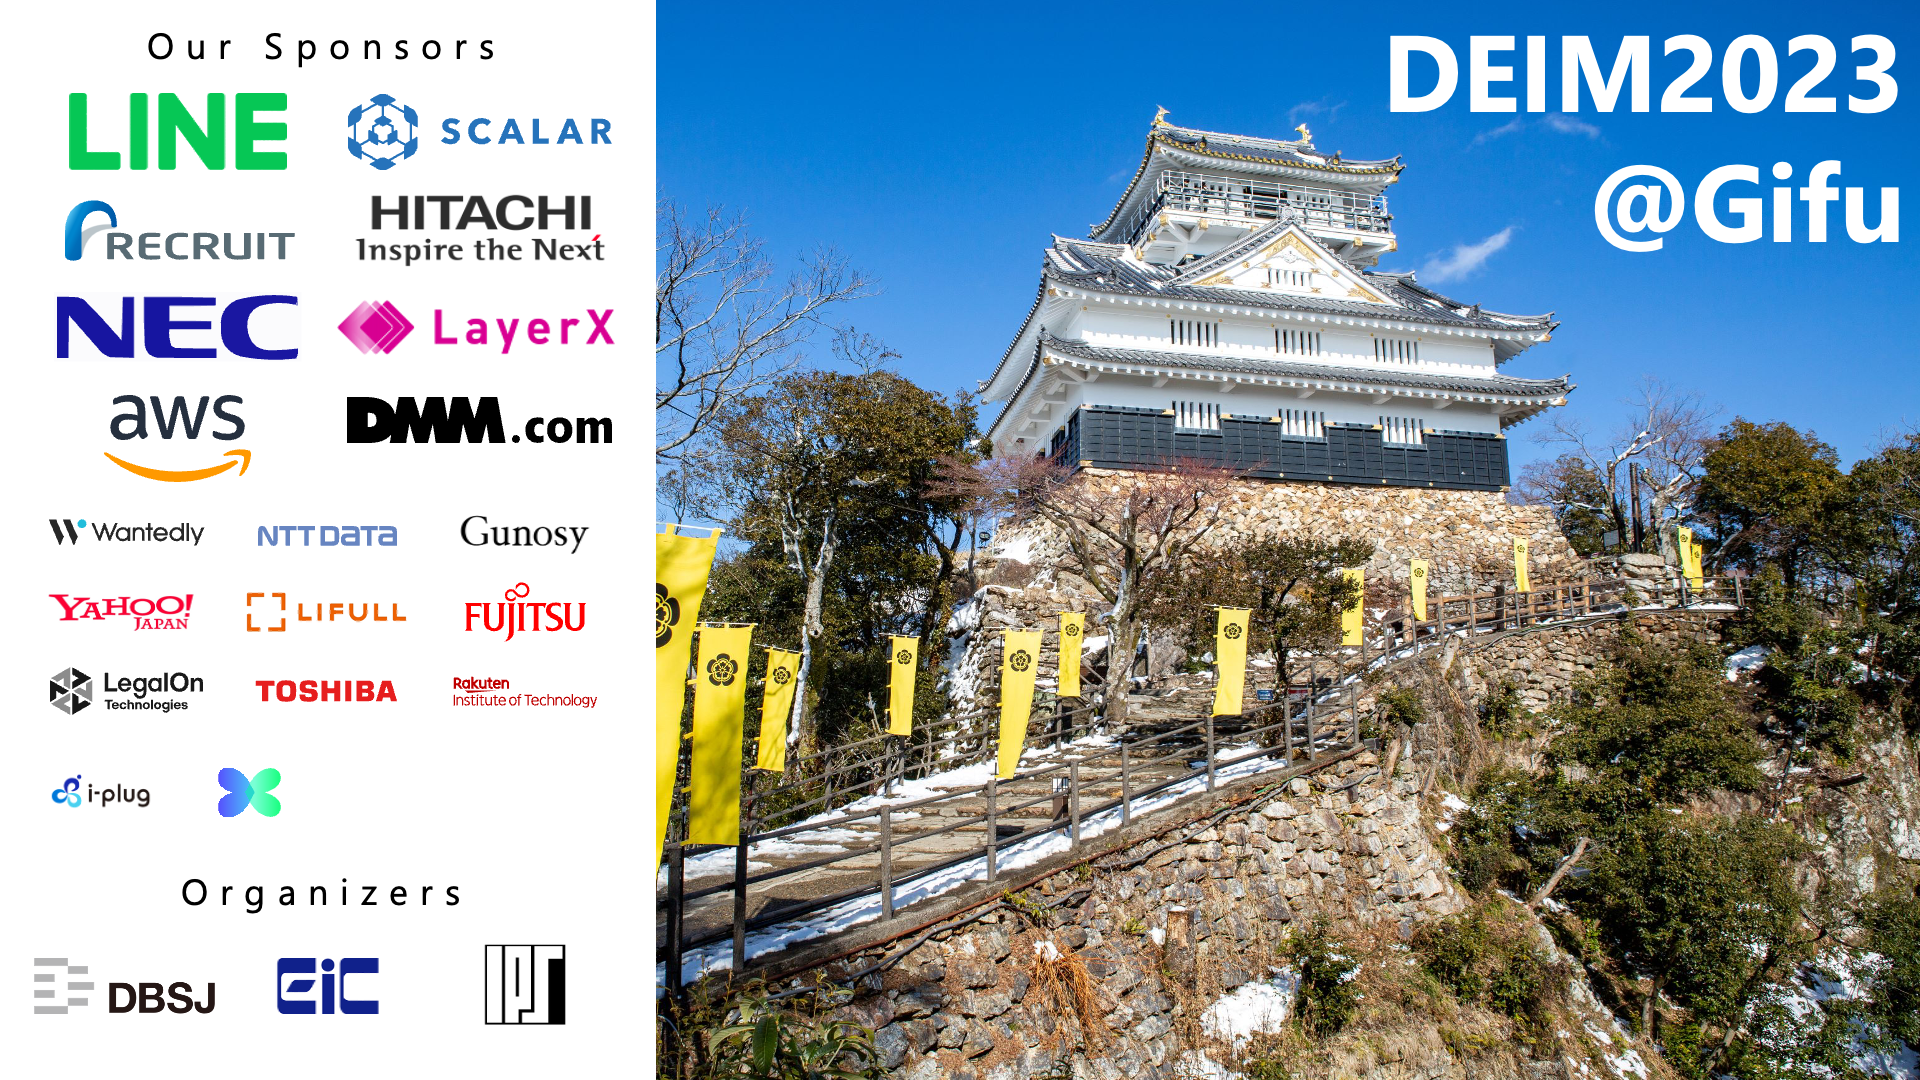 Our Sponsors
LINE
SCALAR
RECRUIT
HITACHI
Inspire the Next
NEC
LayerX
aws
DMM.com
Wantedly
NTT DATA
Gunosy
YAHOO!
JAPAN
LIFULL
FUJITSU
LegalOn
Technologies
TOSHIBA
Rakuten
Institute of Technology
i-plug
Organizers
DBSJ
EiC
IPSJ
DEIM2023
@Gifu